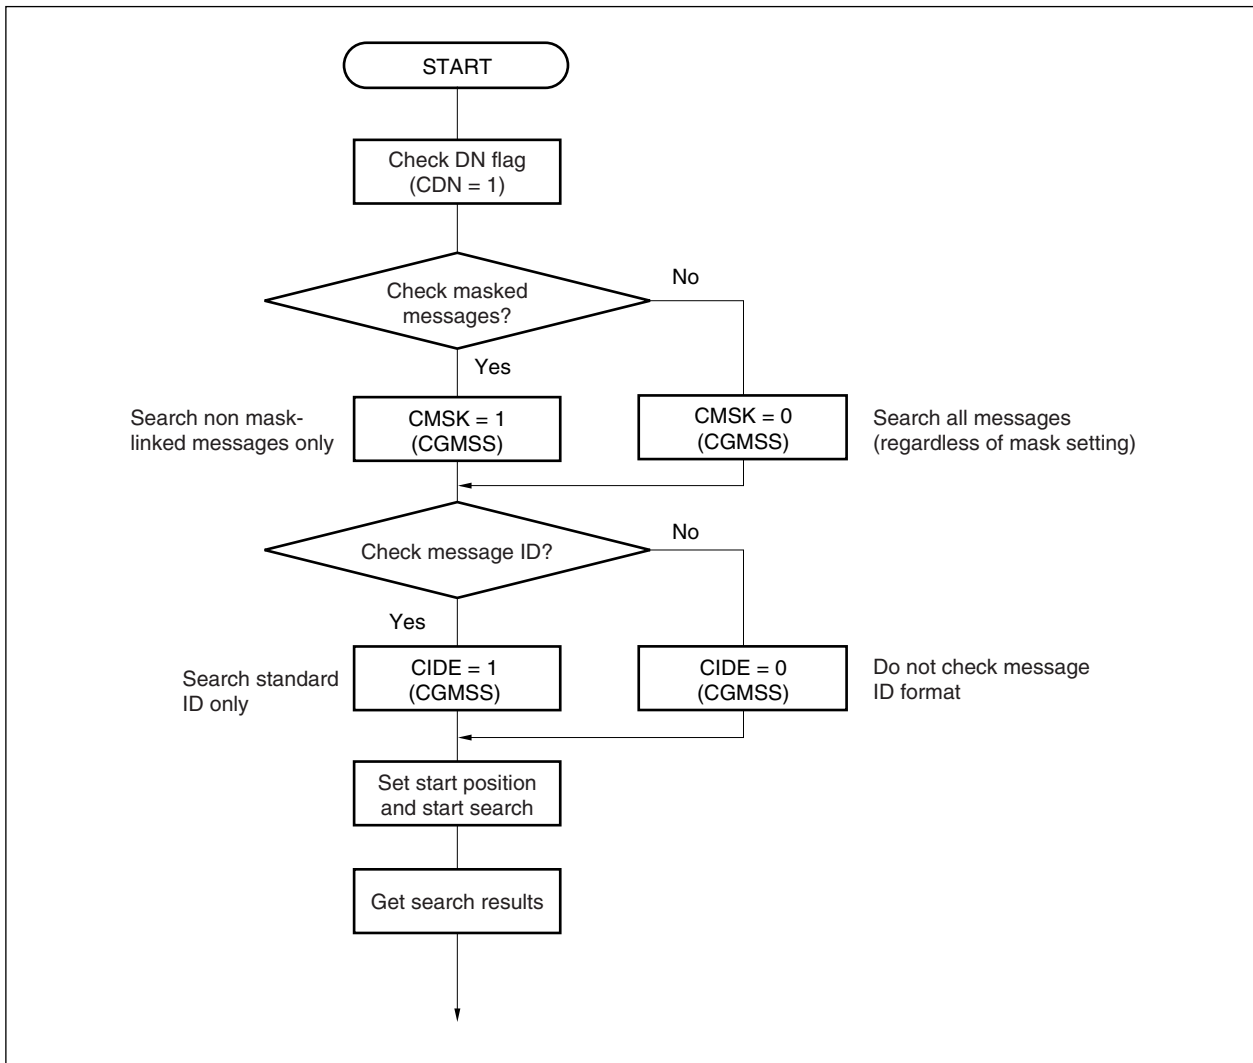 START
Check DN flag
(CDN = 1)
Check masked
messages?
No
Yes
Search non mask-
linked messages only
CMSK = 1
(CGMSS)
CMSK = 0
(CGMSS)
Search all messages
(regardless of mask setting)
Check message ID?
No
Yes
Search standard
ID only
CIDE = 1
(CGMSS)
CIDE = 0
(CGMSS)
Do not check message
ID format
Set start position
and start search
Get search results